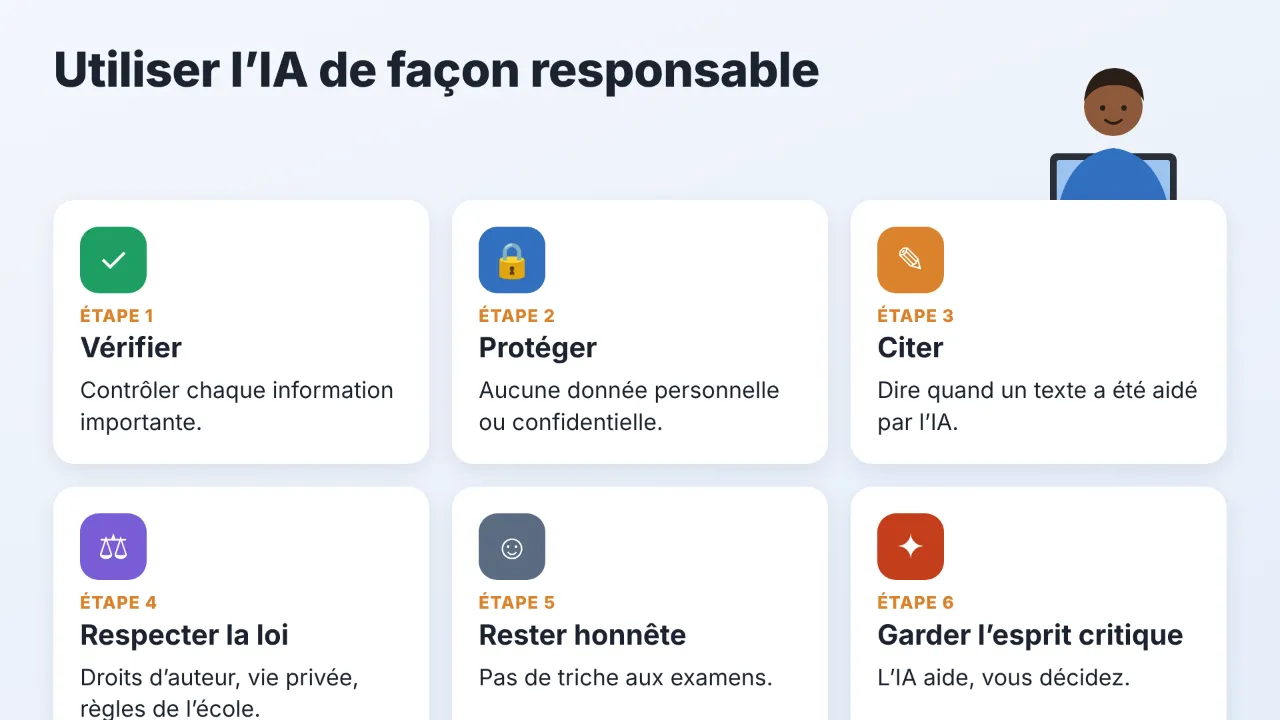 Utiliser l’IA de façon responsable
ÉTAPE 1
Vérifier
Contrôler chaque information
importante.
ÉTAPE 2
Protéger
Aucune donnée personnelle
ou confidentielle.
ÉTAPE 3
Citer
Dire quand un texte a été aidé
par l’IA.
ÉTAPE 4
Respecter la loi
Droits d’auteur, vie privée,
règles de l’école.
ÉTAPE 5
Rester honnête
Pas de triche aux examens.
ÉTAPE 6
Garder l’esprit critique
L’IA aide, vous décidez.